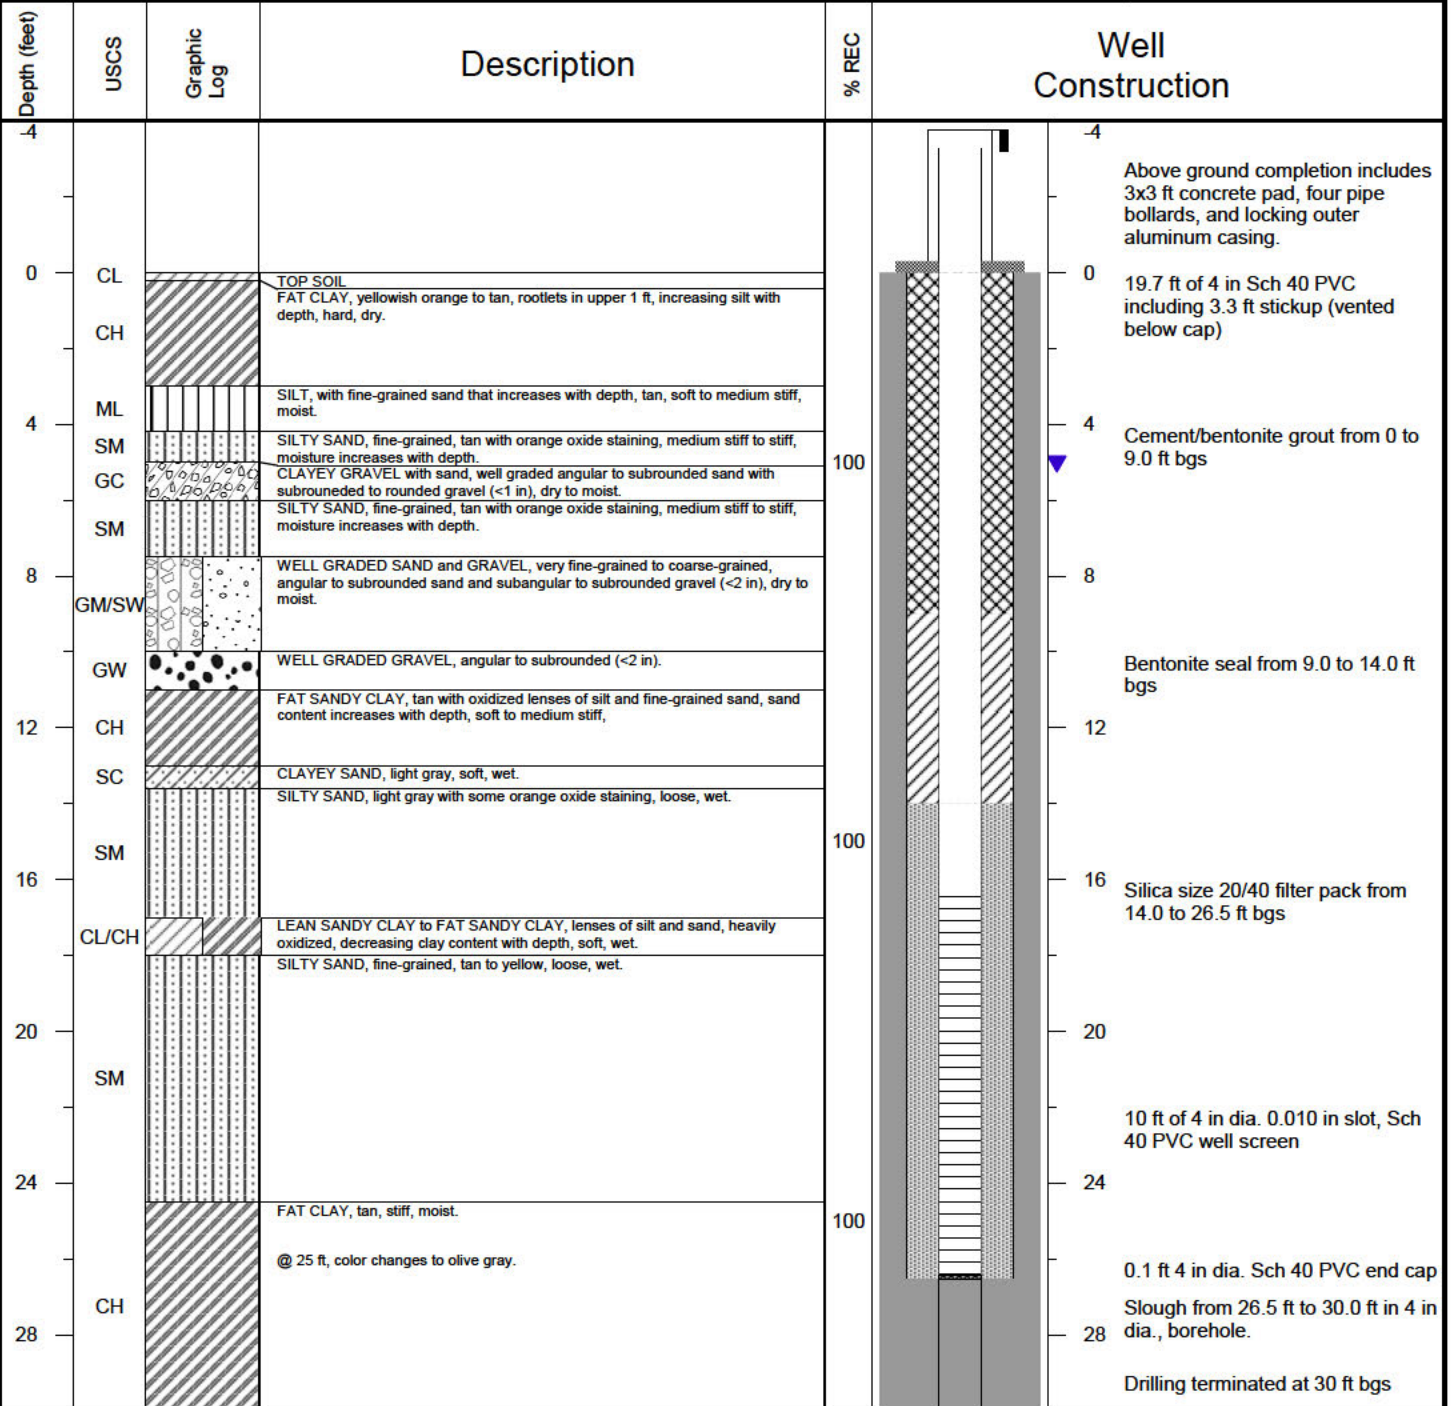 Depth (feet)
USCS
Graphic
Log
Description
% REC
Well
Construction
-4
0
4
8
12
16
20
24
28
CL
CH
ML
SM
GC
SM
GM/SW
GW
CH
SC
SM
CL/CH
SM
CH
TOP SOIL
FAT CLAY, yellowish orange to tan, rootlets in upper 1 ft, increasing silt with
depth, hard, dry.
SILT, with fine-grained sand that increases with depth, tan, soft to medium stiff,
moist.
SILTY SAND, fine-grained, tan with orange oxide staining, medium stiff to stiff,
moisture increases with depth.
CLAYEY GRAVEL with sand, well graded angular to subrounded sand with
subrouneded to rounded gravel (<1 in), dry to moist.
SILTY SAND, fine-grained, tan with orange oxide staining, medium stiff to stiff,
moisture increases with depth.
WELL GRADED SAND and GRAVEL, very fine-grained to coarse-grained,
angular to subrounded sand and subangular to subrounded gravel (<2 in), dry to
moist.
WELL GRADED GRAVEL, angular to subrounded (<2 in).
FAT SANDY CLAY, tan with oxidized lenses of silt and fine-grained sand, sand
content increases with depth, soft to medium stiff,
CLAYEY SAND, light gray, soft, wet.
SILTY SAND, light gray with some orange oxide staining, loose, wet.
LEAN SANDY CLAY to FAT SANDY CLAY, lenses of silt and sand, heavily
oxidized, decreasing clay content with depth, soft, wet.
SILTY SAND, fine-grained, tan to yellow, loose, wet.
FAT CLAY, tan, stiff, moist.
@ 25 ft, color changes to olive gray.
100
100
100
-4
0
4
8
12
16
20
24
28
Above ground completion includes
3x3 ft concrete pad, four pipe
bollards, and locking outer
aluminum casing.
19.7 ft of 4 in Sch 40 PVC
including 3.3 ft stickup (vented
below cap)
Cement/bentonite grout from 0 to
9.0 ft bgs
Bentonite seal from 9.0 to 14.0 ft
bgs
Silica size 20/40 filter pack from
14.0 to 26.5 ft bgs
10 ft of 4 in dia. 0.010 in slot, Sch
40 PVC well screen
0.1 ft 4 in dia. Sch 40 PVC end cap
Slough from 26.5 ft to 30.0 ft in 4 in
dia., borehole.
Drilling terminated at 30 ft bgs